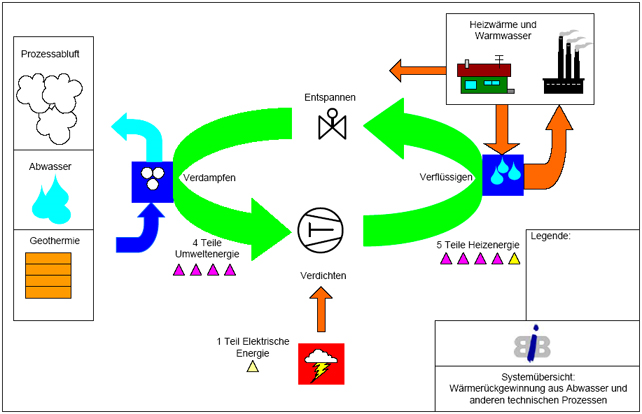 Prozessabluft
Abwasser
Geothermie
Heizwärme und
Warmwasser
Entspannen
Verdampfen
Verflüssigen
4 Teile
Umweltenergie
5 Teile Heizenergie
Verdichten
1 Teil Elektrische
Energie
Legende:
BiB
Systemübersicht:
Wärmerückgewinnung aus Abwasser und
anderen technischen Prozessen